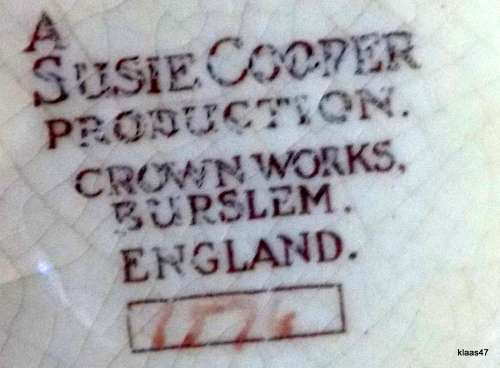 A
SUSIE COOPER
PRODUCTION.
CROWN WORKS,
BURSLEM.
ENGLAND.
klaas47